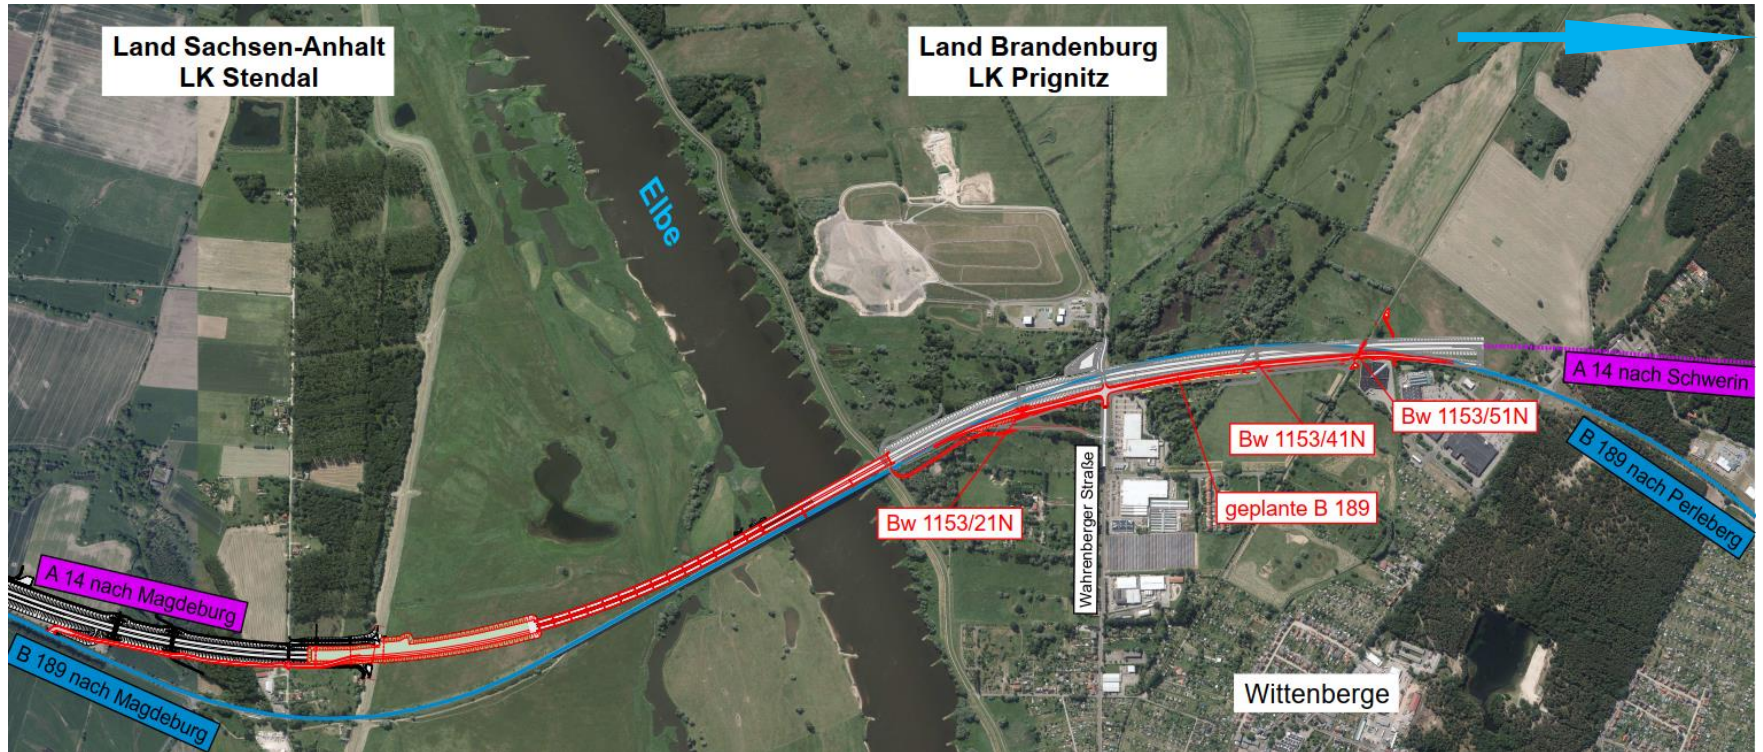 Land Sachsen-Anhalt
LK Stendal
Land Brandenburg
LK Prignitz
Elbe
A 14 nach Schwerin
Bw 1153/51N
Bw 1153/41N
B 189 nach Perleberg
geplante B 189
Bw 1153/21N
Wahrenberger Straße
A 14 nach Magdeburg
B 189 nach Magdeburg
Wittenberge